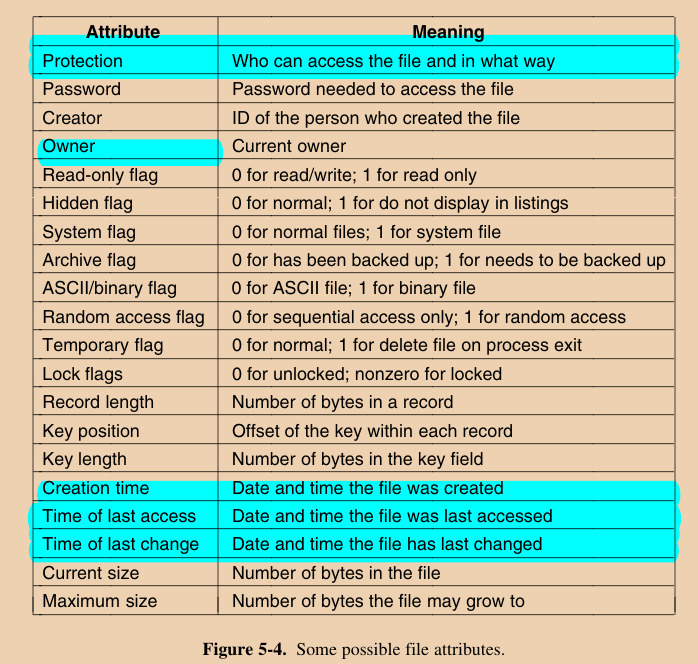 Attribute Meaning
Protection Who can access the file and in what way
Password Password needed to access the file
Creator ID of the person who created the file
Owner Current owner
Read-only flag 0 for read/write; 1 for read only
Hidden flag 0 for normal; 1 for do not display in listings
System flag 0 for normal files; 1 for system file
Archive flag 0 for has been backed up; 1 for needs to be backed up
ASCII/binary flag 0 for ASCII file; 1 for binary file
Random access flag 0 for sequential access only; 1 for random access
Temporary flag 0 for normal; 1 for delete file on process exit
Lock flags 0 for unlocked; nonzero for locked
Record length Number of bytes in a record
Key position Offset of the key within each record
Key length Number of bytes in the key field
Creation time Date and time the file was created
Time of last access Date and time the file was last accessed
Time of last change Date and time the file has last changed
Current size Number of bytes in the file
Maximum size Number of bytes the file may grow to
Figure 5-4. Some possible file attributes.